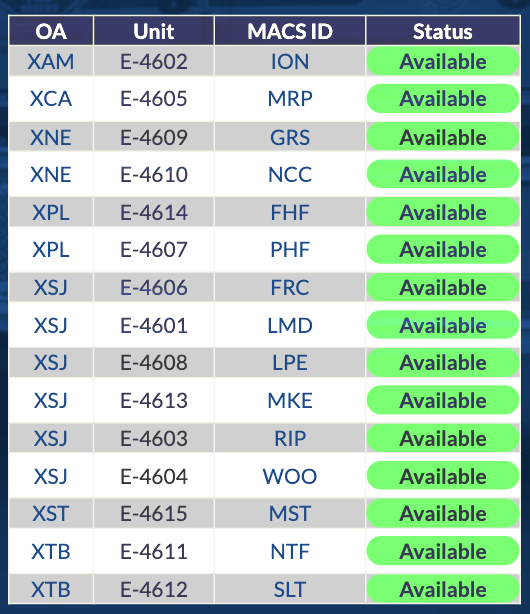 OA Unit MACS ID Status
XAM E-4602 ION Available
XCA E-4605 MRP Available
XNE E-4609 GRS Available
XNE E-4610 NCC Available
XPL E-4614 FHF Available
XPL E-4607 PHF Available
XSJ E-4606 FRC Available
XSJ E-4601 LMD Available
XSJ E-4608 LPE Available
XSJ E-4613 MKE Available
XSJ E-4603 RIP Available
XSJ E-4604 WOO Available
XST E-4615 MST Available
XTB E-4611 NTF Available
XTB E-4612 SLT Available